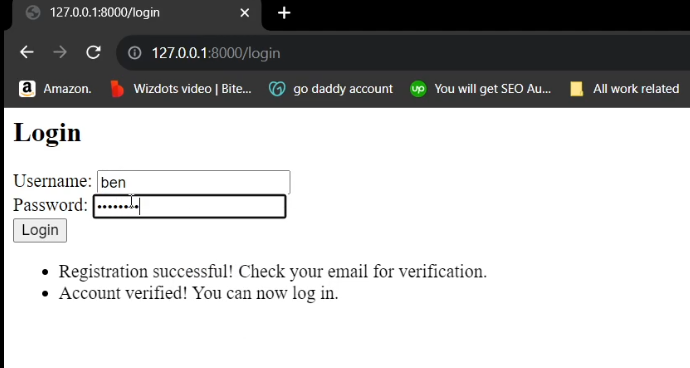 127.0.0.1:8000/login
127.0.0.1:8000/login
Amazon. Wizdots video | Bite... go daddy account up You will get SEO Au... All work related
Login
Username: ben
Password: ••••••••
Login
• Registration successful! Check your email for verification.
• Account verified! You can now log in.